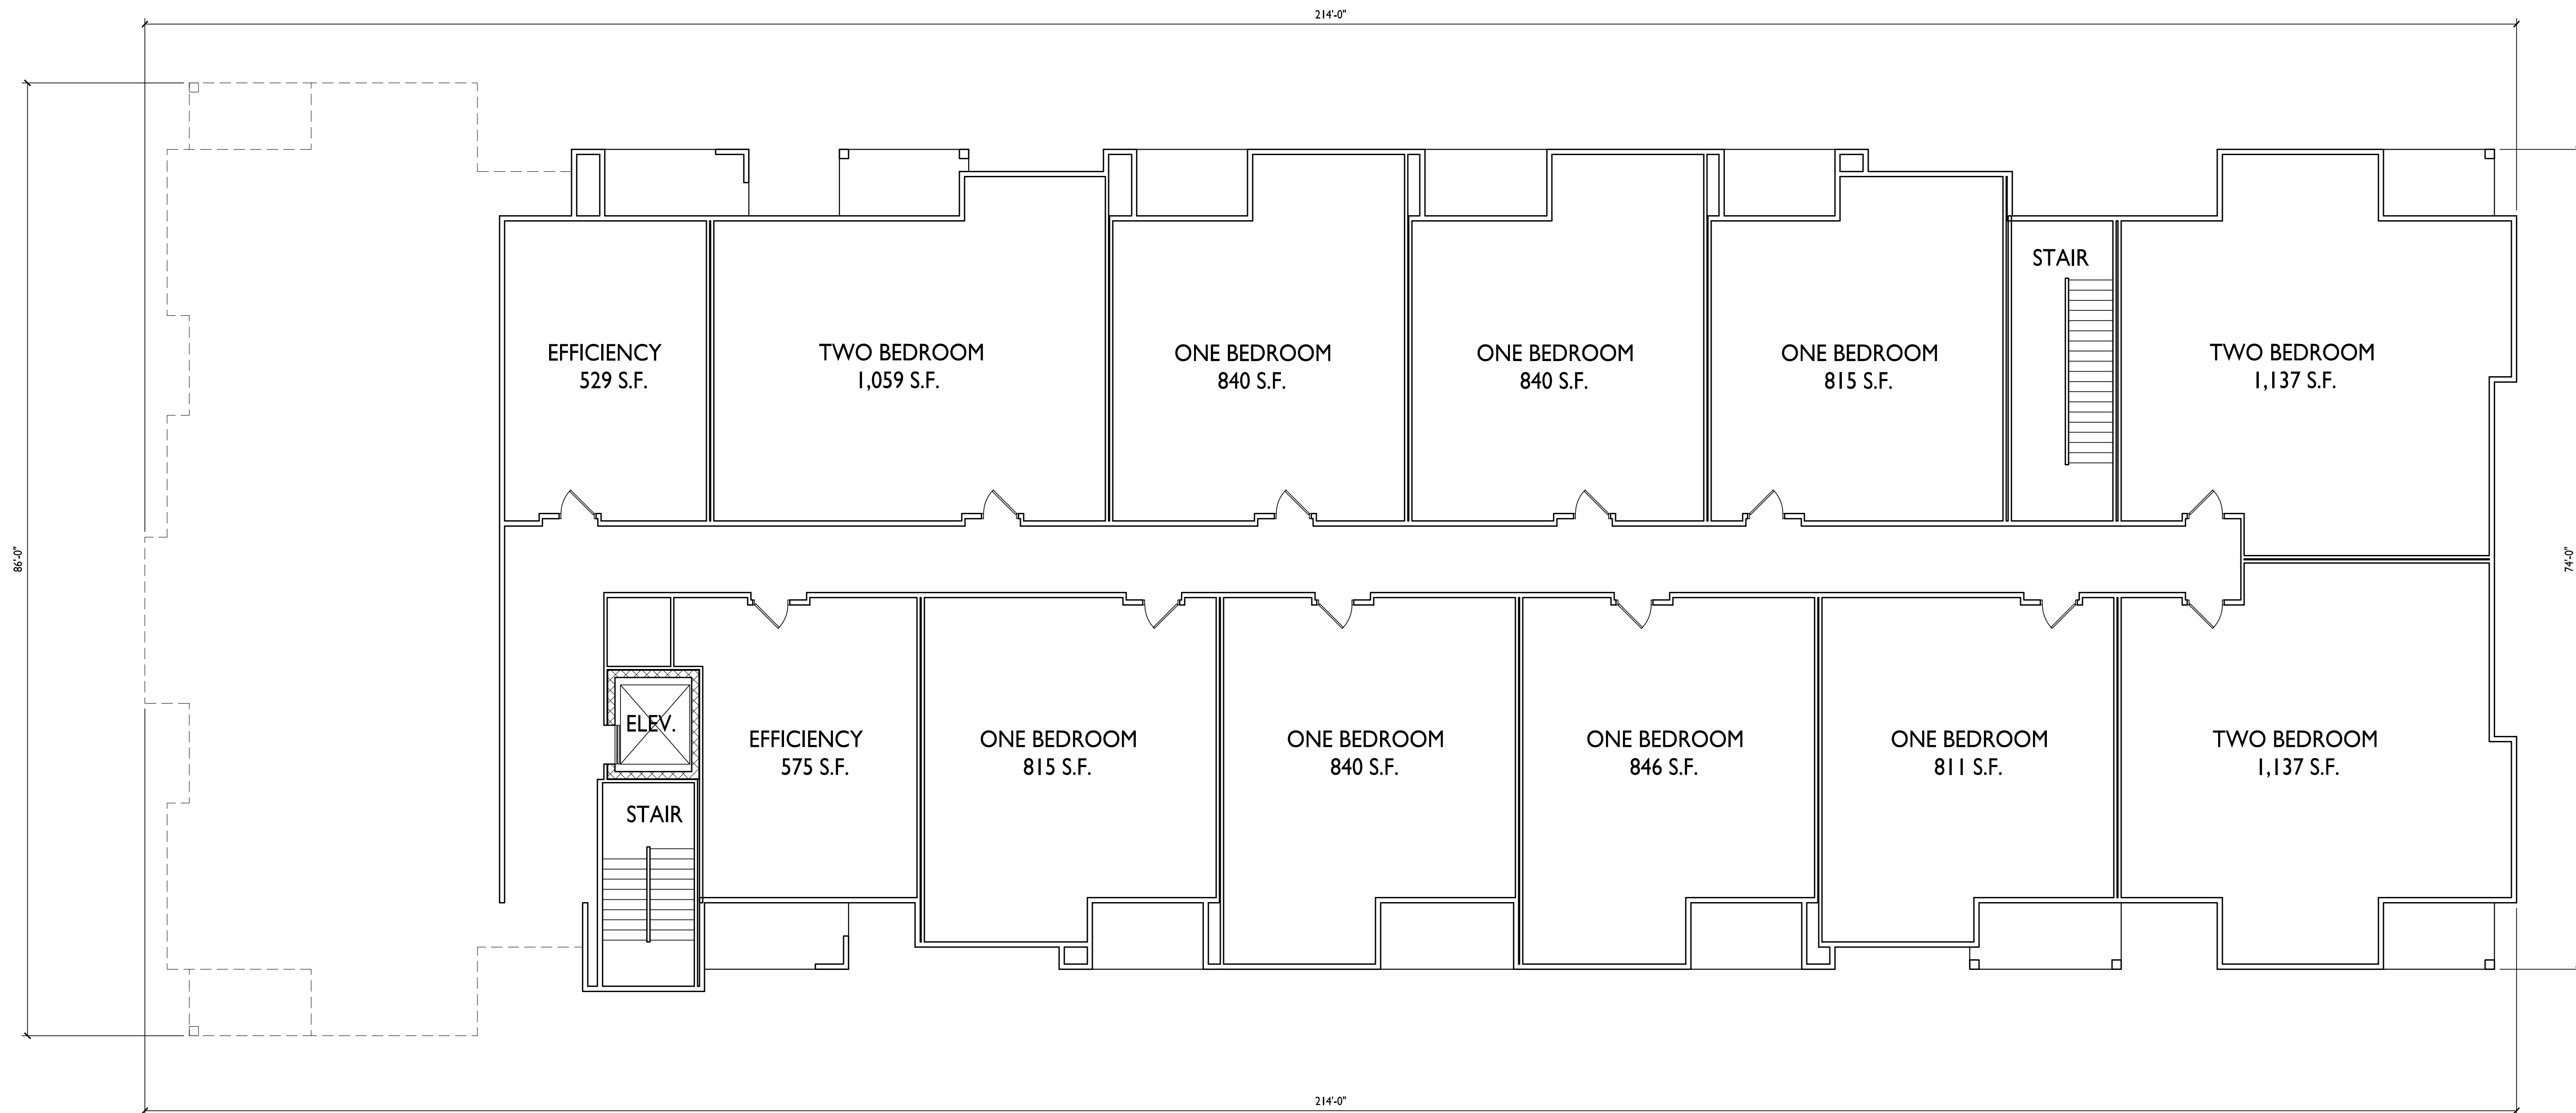 214'-0"
STAIR
EFFICIENCY
529 S.F.
TWO BEDROOM
1,059 S.F.
ONE BEDROOM
840 S.F.
ONE BEDROOM
840 S.F.
ONE BEDROOM
815 S.F.
TWO BEDROOM
1,137 S.F.
86'-0"
74'-0"
ELEV.
EFFICIENCY
575 S.F.
ONE BEDROOM
815 S.F.
ONE BEDROOM
840 S.F.
ONE BEDROOM
846 S.F.
ONE BEDROOM
811 S.F.
TWO BEDROOM
1,137 S.F.
STAIR
214'-0"